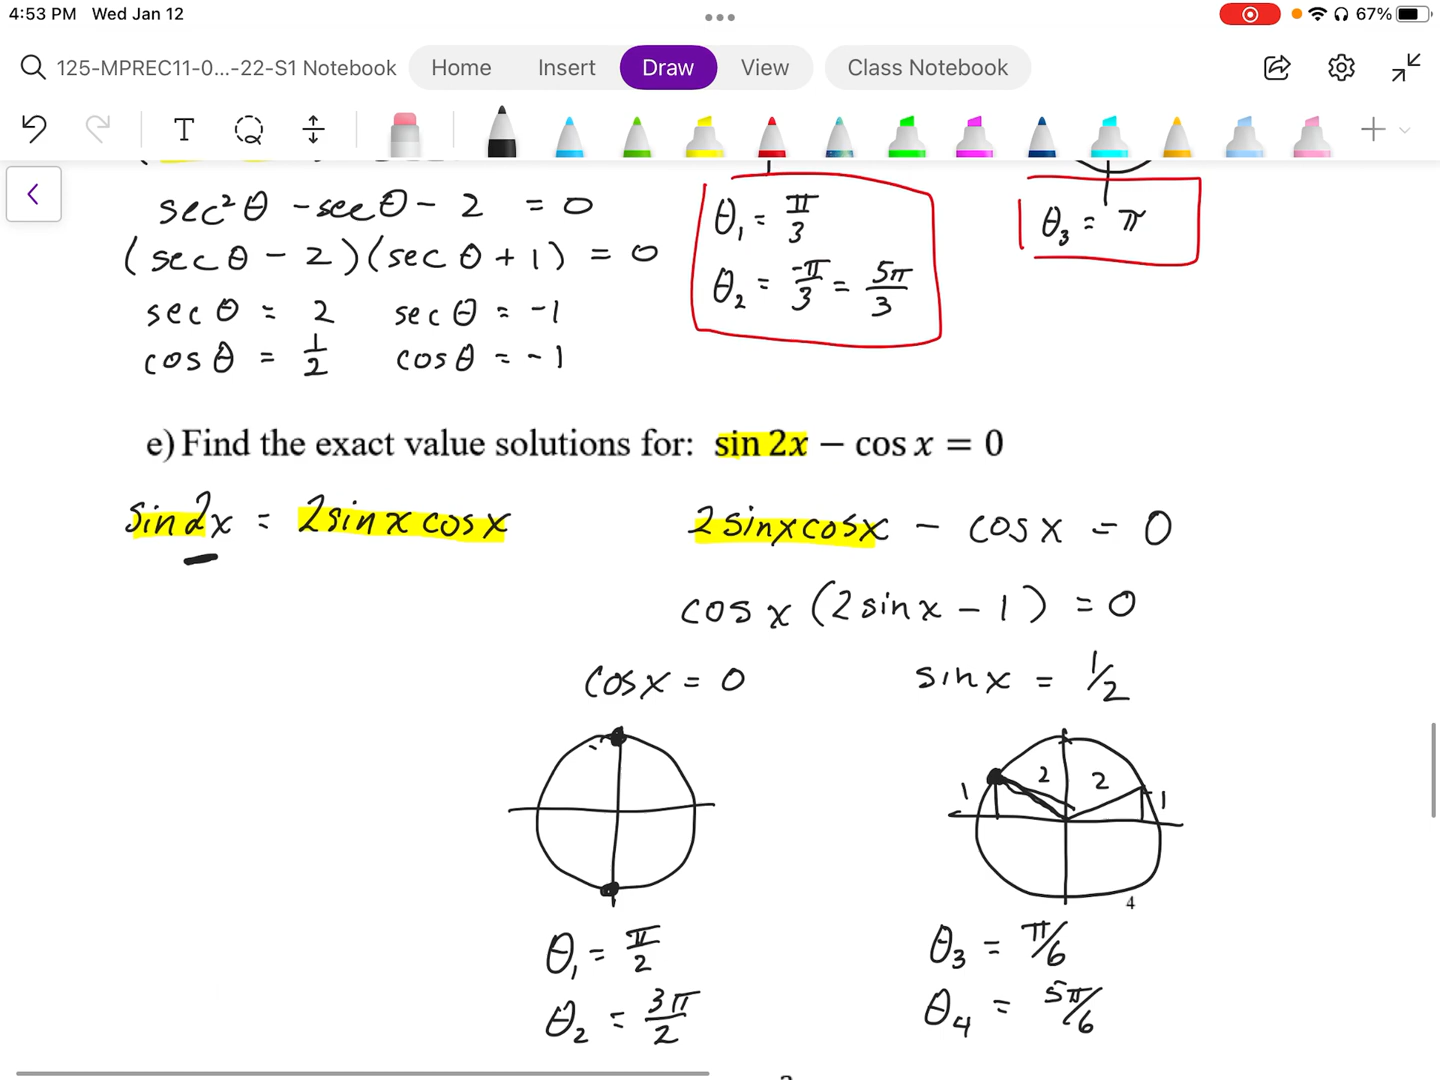 4:53 PM Wed Jan 12
67%
125-MPREC11-0...-22-S1 Notebook
Home Insert Draw View Class Notebook
T
sec²θ - secθ - 2 = 0
(secθ - 2)(secθ + 1) = 0
secθ = 2 secθ = -1
cosθ = 1/2 cosθ = -1
θ₁ = π/3
θ₂ = -π/3 = 5π/3
θ₃ = π
e) Find the exact value solutions for: sin 2x − cos x = 0
sin2x = 2sinx cosx
2sinxcosx - cosx = 0
cosx (2sinx - 1) = 0
cosx = 0
sinx = 1/2
1 2 2 1
4
θ₁ = π/2
θ₂ = 3π/2
θ₃ = π/6
θ₄ = 5π/6